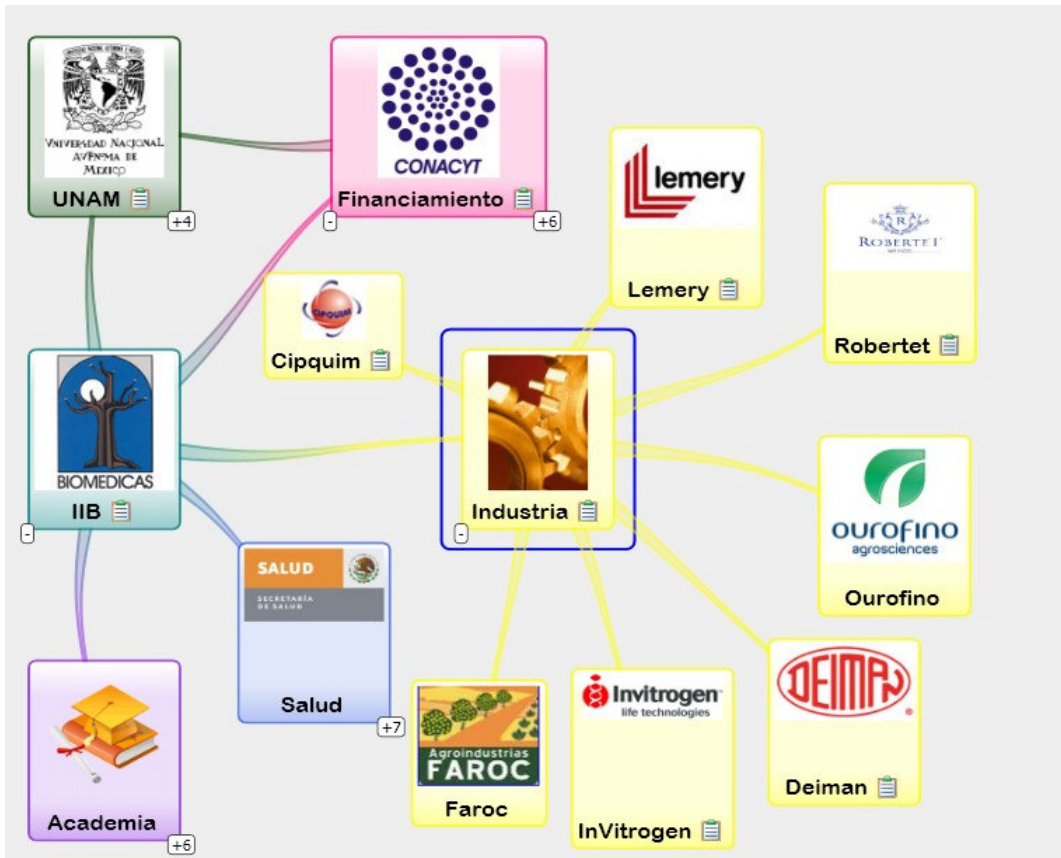 VNIVERSDAD NACJONAL
AVFNMA DE
MEXICO
UNAM
+4
CONACYT
Financiamiento
-
+6
lemery
Lemery
R
ROBERTET
MEXICO
Robertet
CIPQUIM
Cipquim
BIOMEDICAS
IIB
-
Industria
-
ourofino
agrosciences
Ourofino
SALUD
SECRETARÍA
DE SALUD
Salud
+7
Academia
+6
Agroindustrias
FAROC
Faroc
Invitrogen
life technologies
InVitrogen
DEIMAN
®
Deiman